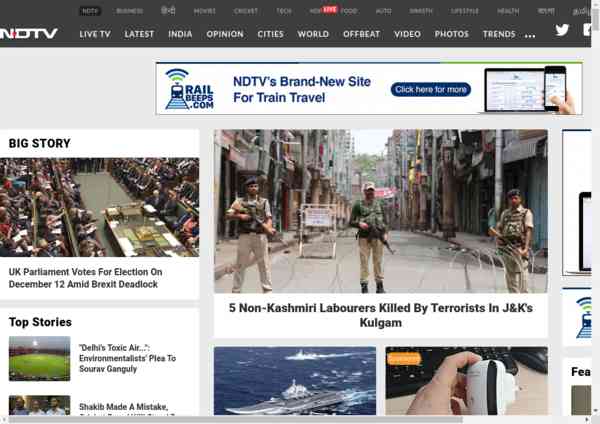 NDTV BUSINESS हिन्दी MOVIES CRICKET TECH LIVE FOOD AUTO SWASTH LIFESTYLE HEALTH বাংলা
NDTV LIVE TV LATEST INDIA OPINION CITIES WORLD OFFBEAT VIDEO PHOTOS TRENDS ...
RAIL
BEEPS.COM
NDTV's Brand-New Site
For Train Travel
Click here for more
BIG STORY
UK Parliament Votes For Election On
December 12 Amid Brexit Deadlock
5 Non-Kashmiri Labourers Killed By Terrorists In J&K's
Kulgam
Top Stories
"Delhi's Toxic Air...":
Environmentalists' Plea To
Sourav Ganguly
Shakib Made A Mistake,
Sponsored
Fea